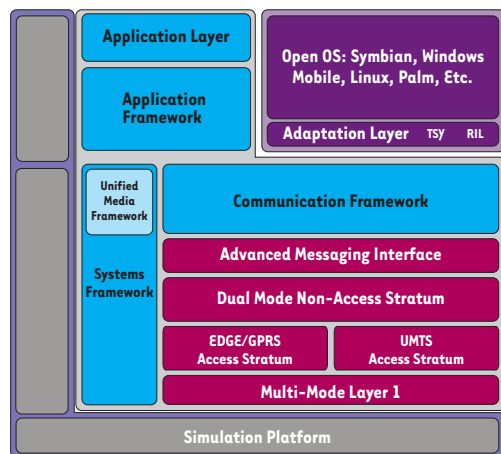 Application Layer
Application
Framework
Open OS: Symbian, Windows
Mobile, Linux, Palm, Etc.
Adaptation Layer TSY RIL
Unified
Media
Framework
Systems
Framework
Communication Framework
Advanced Messaging Interface
Dual Mode Non-Access Stratum
EDGE/GPRS
Access Stratum
UMTS
Access Stratum
Multi-Mode Layer 1
Simulation Platform